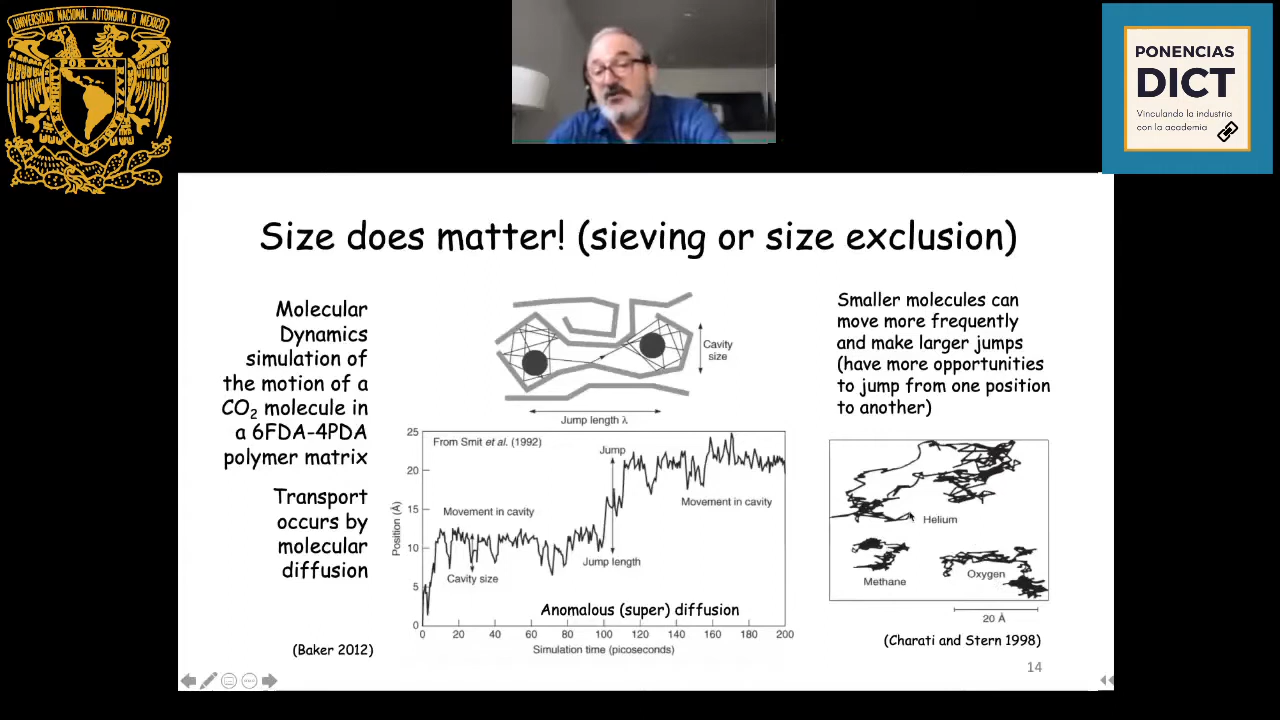 UNIVERSIDAD NACIONAL AUTONOMA DE MEXICO
PONENCIAS
DICT
Vinculando la industria
con la academia
Size does matter! (sieving or size exclusion)
Molecular
Dynamics
simulation of
the motion of a
CO₂ molecule in
a 6FDA-4PDA
polymer matrix
Transport
occurs by
molecular
diffusion
(Baker 2012)
Cavity
size
Jump length λ
From Smit et al. (1992)
Jump
Movement in cavity
Movement in cavity
Cavity size
Jump length
Anomalous (super) diffusion
Position (Å)
25
20
15
10
5
0
0 20 40 60 80 100 120 140 160 180 200
Simulation time (picoseconds)
Smaller molecules can
move more frequently
and make larger jumps
(have more opportunities
to jump from one position
to another)
Helium
Methane
Oxygen
20 Å
(Charati and Stern 1998)
14